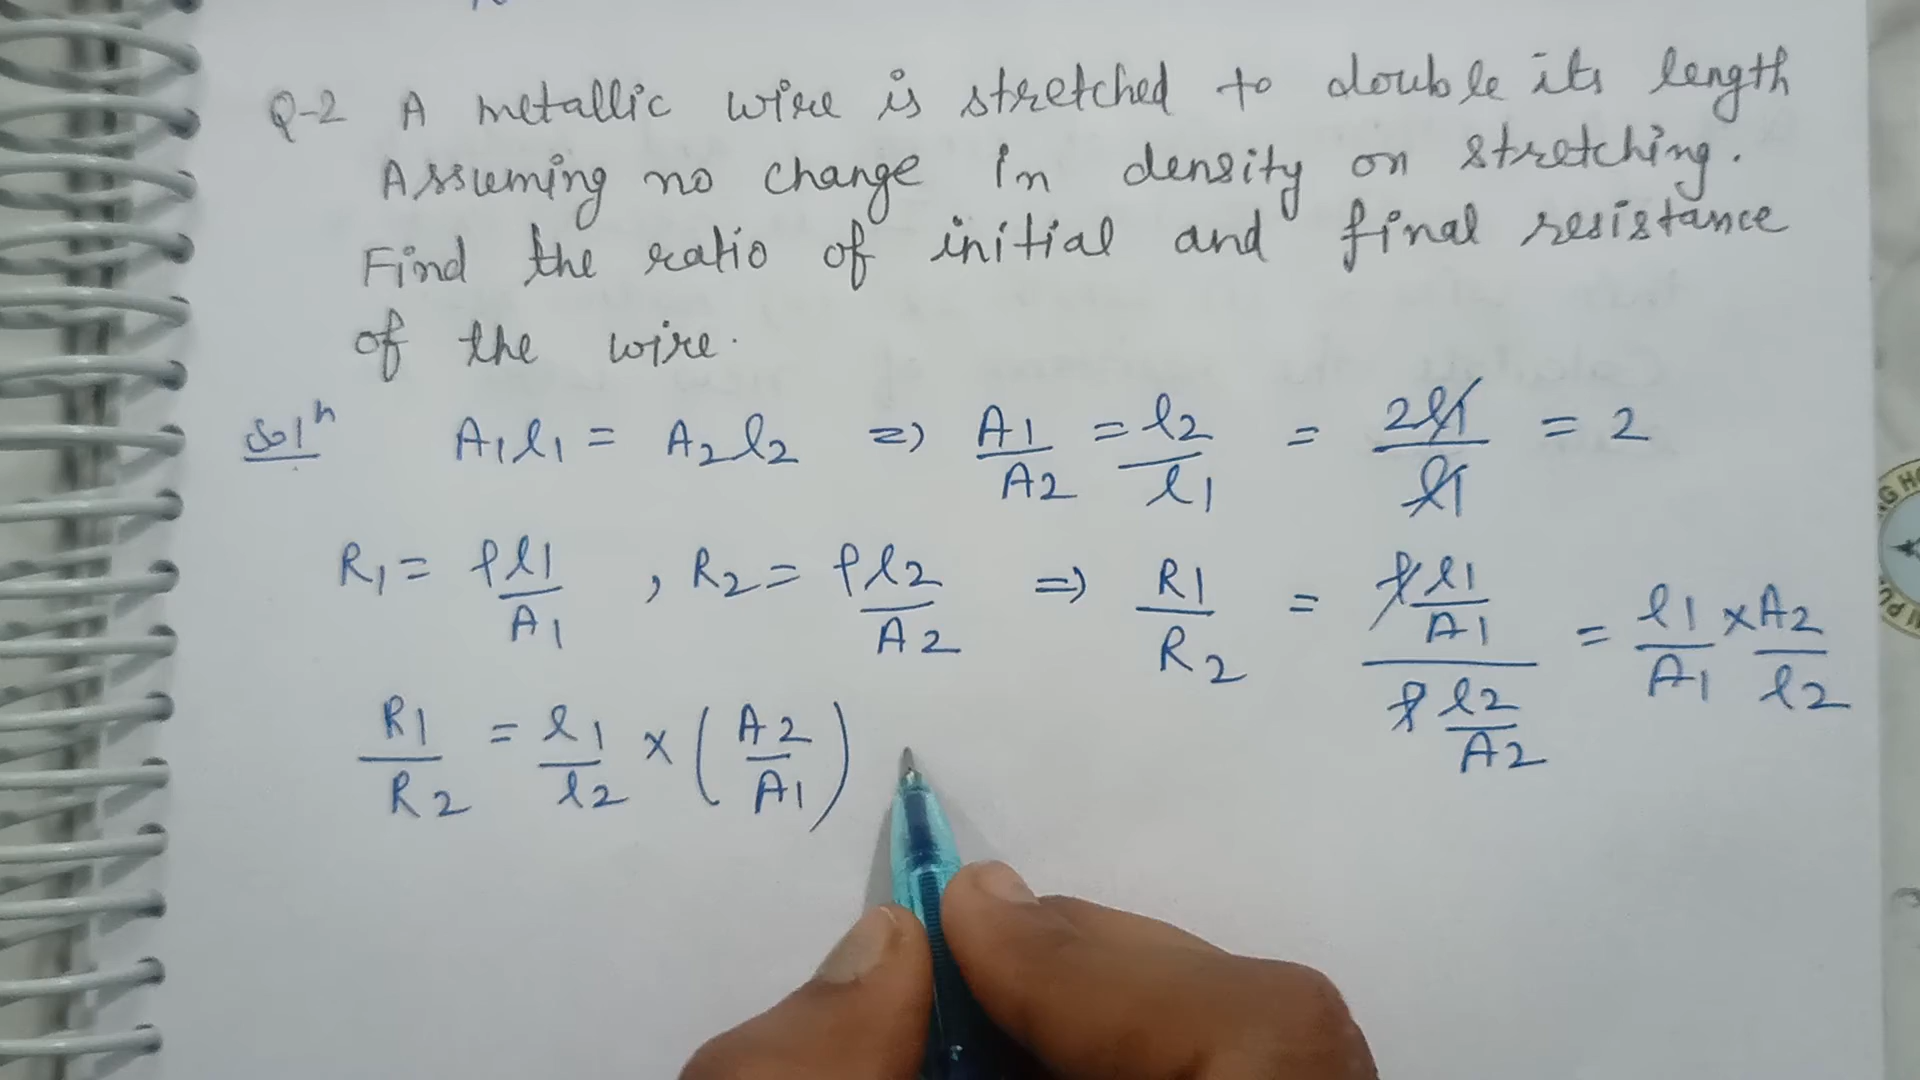 Q-2 A metallic wire is stretched to double its length
Assuming no change in density on stretching.
Find the ratio of initial and final resistance
of the wire.
Solⁿ A₁l₁ = A₂l₂ => A1/A2 = l2/l1 = 2l1/l1 = 2
R₁ = ρl1/A1 , R₂ = ρl2/A2 => R1/R2 = (ρl1/A1)/(ρl2/A2) = l1/A1 × A2/l2
R1/R2 = l1/l2 × (A2/A1)